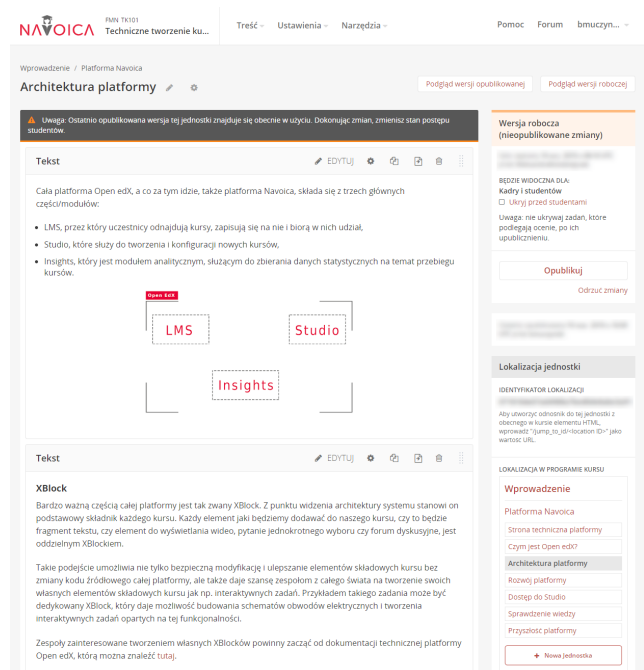 NAVOICA
FMN TK101
Techniczne tworzenie ku...
Treść
Ustawienia
Narzędzia
Pomoc
Forum
bmuczyn...
Wprowadzenie / Platforma Navoica
Architektura platformy
Podgląd wersji opublikowanej
Podgląd wersji roboczej
Uwaga: Ostatnio opublikowana wersja tej jednostki znajduje się obecnie w użyciu. Dokonując zmian, zmienisz stan postępu
studentów.
Tekst
EDYTUJ
Cała platforma Open edX, a co za tym idzie, także platforma Navoica, składa się z trzech głównych
części/modułów:
• LMS, przez który uczestnicy odnajdują kursy, zapisują się na nie i biorą w nich udział,
• Studio, które służy do tworzenia i konfiguracji nowych kursów,
• Insights, który jest modułem analitycznym, służącym do zbierania danych statystycznych na temat przebiegu
kursów.
Open EdX
LMS
Studio
Insights
Tekst
EDYTUJ
XBlock
Bardzo ważną częścią całej platformy jest tak zwany XBlock. Z punktu widzenia architektury systemu stanowi on
podstawowy składnik każdego kursu. Każdy element jaki będziemy dodawać do naszego kursu, czy to będzie
fragment tekstu, czy element do wyświetlania wideo, pytanie jednokrotnego wyboru czy forum dyskusyjne, jest
oddzielnym XBlockiem.
Takie podejście umożliwia nie tylko bezpieczną modyfikację i ulepszanie elementów składowych kursu bez
zmiany kodu źródłowego całej platformy, ale także daje szansę zespołom z całego świata na tworzenie swoich
własnych elementów składowych kursu jak np. interaktywnych zadań. Przykładem takiego zadania może być
dedykowany XBlock, który daje możliwość budowania schematów obwodów elektrycznych i tworzenia
interaktywnych zadań opartych na tej funkcjonalności.
Zespoły zainteresowane tworzeniem własnych XBlocków powinny zacząć od dokumentacji technicznej platformy
Open edX, którą można znaleźć tutaj.
Wersja robocza
(nieopublikowane zmiany)
BĘDZIE WIDOCZNA DLA:
Kadry i studentów
Ukryj przed studentami
Uwaga: nie ukrywaj zadań, które
podlegają ocenie, po ich
upublicznieniu.
Opublikuj
Odrzuć zmiany
Lokalizacja jednostki
IDENTYFIKATOR LOKALIZACJI
Aby utworzyć odnośnik do tej jednostki z
obecnego w kursie elementu HTML,
wprowadź "/jump_to_id/<location ID>" jako
wartość URL.
LOKALIZACJA W PROGRAMIE KURSU
Wprowadzenie
Platforma Navoica
Strona techniczna platformy
Czym jest Open edX?
Architektura platformy
Rozwój platformy
Dostęp do Studio
Sprawdzenie wiedzy
Przyszłość platformy
+ Nowa Jednostka